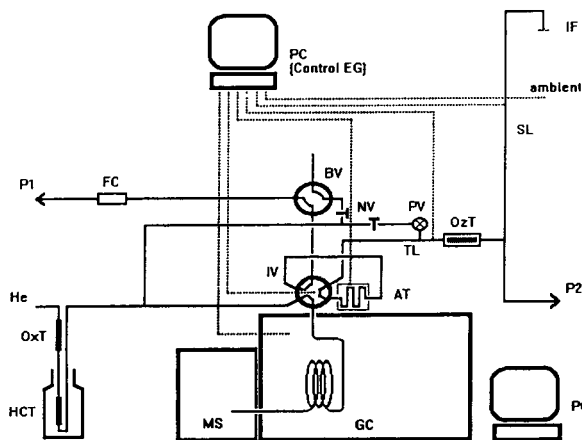 IF
PC
(Control EG)
ambient
SL
BV
P1
FC
NV
PV
OzT
TL
IV
AT
P2
He
OxT
HCT
MS
GC